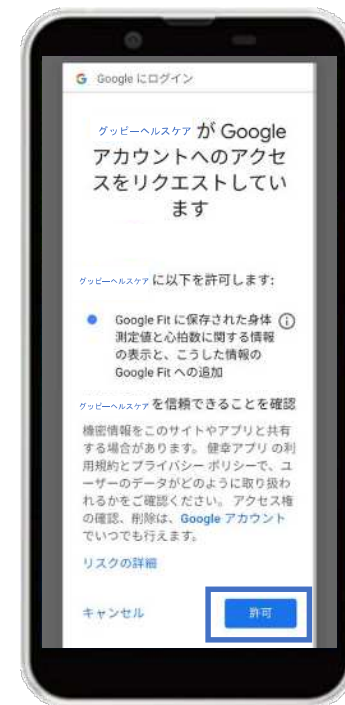 G Google にログイン
グッピーヘルスケア が Google
アカウントへのアクセ
スをリクエストしてい
ます
グッピーヘルスケア に以下を許可します:
Google Fit に保存された身体
測定値と心拍数に関する情報
の表示と、こうした情報の
Google Fit への追加
グッピーヘルスケア を信頼できることを確認
機密情報をこのサイトやアプリと共有
する場合があります。 健幸アプリ の利
用規約とプライバシー ポリシーで、ユ
ーザーのデータがどのように取り扱わ
れるかをご確認ください。 アクセス権
の確認、削除は、Google アカウント
でいつでも行えます。
リスクの詳細
キャンセル
許可